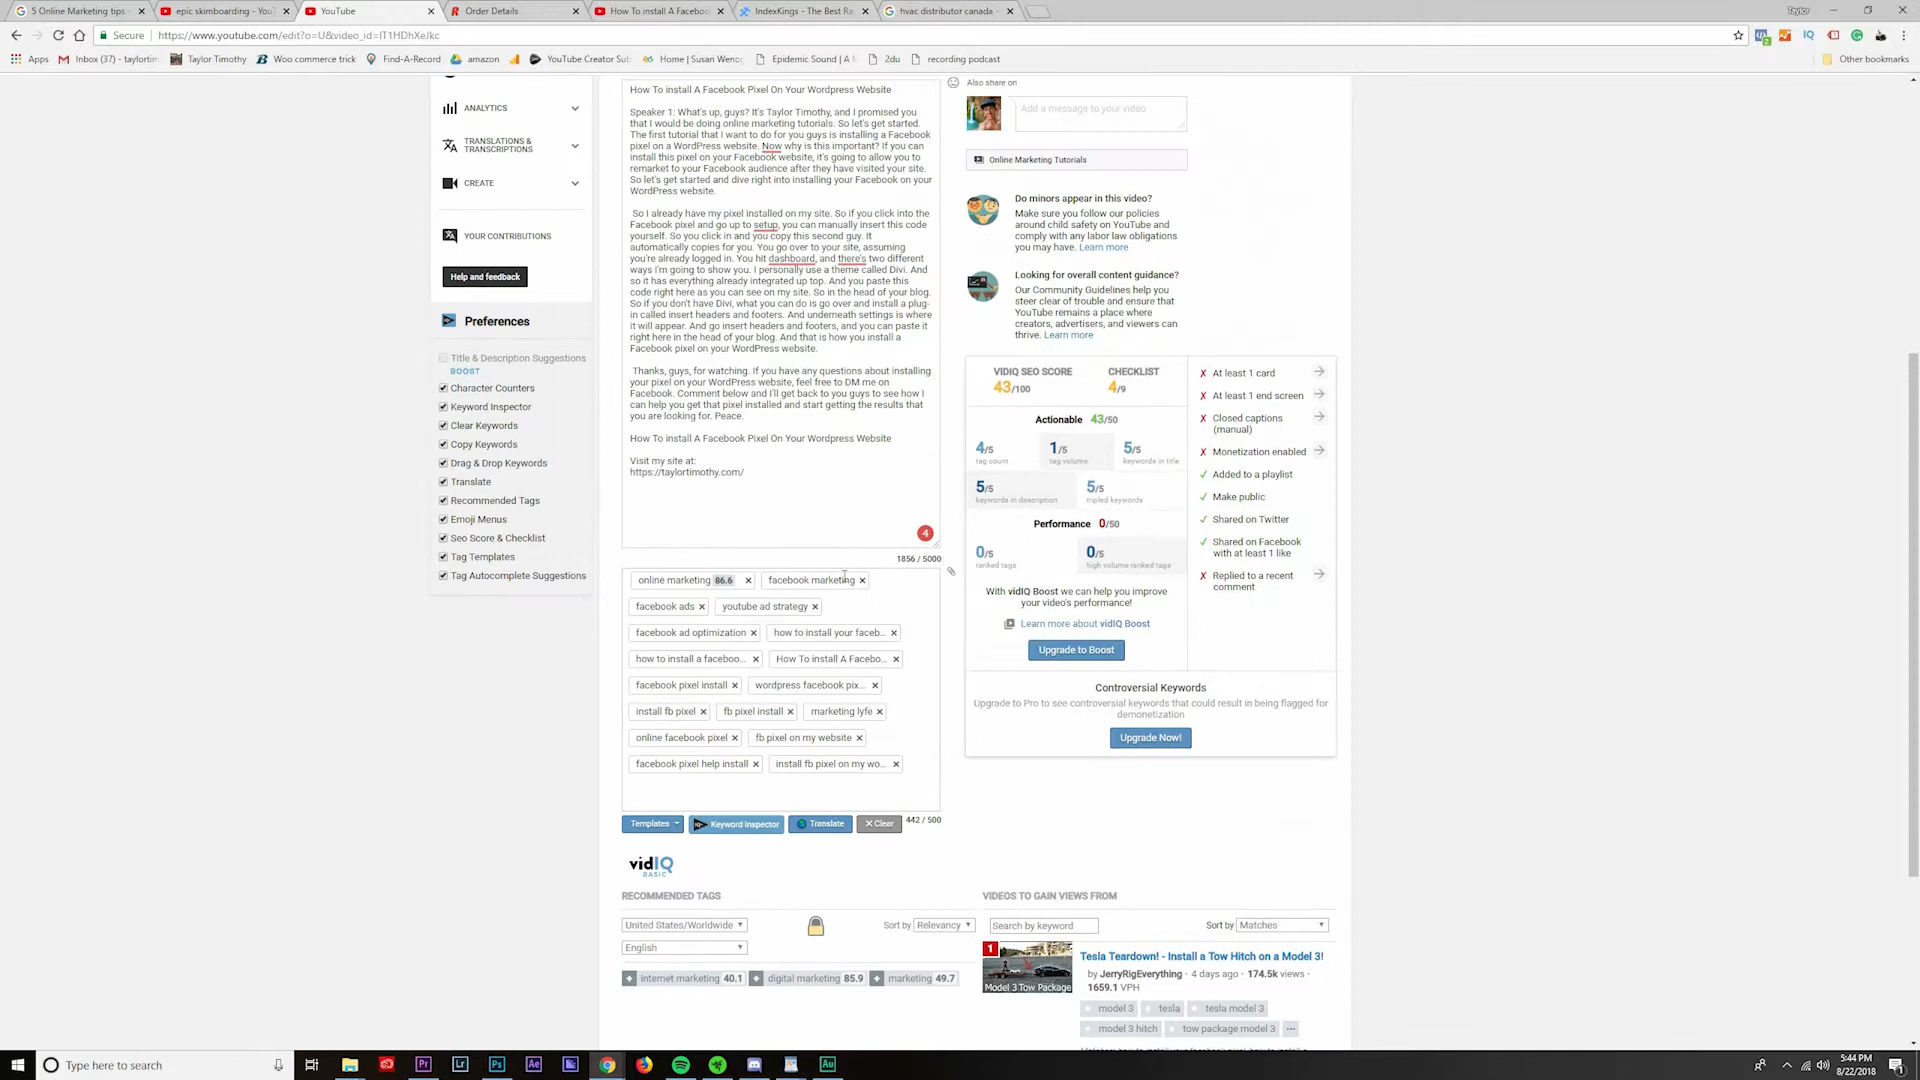 5 Online Marketing tips -
epic skimboarding - You
YouTube
Order Details
How To install A Faceboo
IndexKings - The Best Ra
hvac distributor canada -
Taylor
Secure
https://www.youtube.com/edit?o=U&video_id=IT1HDhXeJkc
Apps
Inbox (37) - taylortim
Taylor Timothy
Woo commerce trick
Find-A-Record
amazon
YouTube Creator Sub
Home | Susan Weno
Epidemic Sound | A M
2du
recording podcast
Other bookmarks
ANALYTICS
TRANSLATIONS &
TRANSCRIPTIONS
CREATE
YOUR CONTRIBUTIONS
Help and feedback
Preferences
Title & Description Suggestions
BOOST
Character Counters
Keyword Inspector
Clear Keywords
Copy Keywords
Drag & Drop Keywords
Translate
Recommended Tags
Emoji Menus
Seo Score & Checklist
Tag Templates
Tag Autocomplete Suggestions
How To install A Facebook Pixel On Your Wordpress Website
Speaker 1: What's up, guys? It's Taylor Timothy, and I promised you
that I would be doing online marketing tutorials. So let's get started.
The first tutorial that I want to do for you guys is installing a Facebook
pixel on a WordPress website. Now why is this important? If you can
install this pixel on your Facebook website, it's going to allow you to
remarket to your Facebook audience after they have visited your site.
So let's get started and dive right into installing your Facebook on your
WordPress website.
So I already have my pixel installed on my site. So if you click into the
Facebook pixel and go up to setup, you can manually insert this code
yourself. So you click in and you copy this second guy. It
automatically copies for you. You go over to your site, assuming
you're already logged in. You hit dashboard, and there's two different
ways I'm going to show you. I personally use a theme called Divi. And
so it has everything already integrated up top. And you paste this
code right here as you can see on my site. So in the head of your blog.
So if you don't have Divi, what you can do is go over and install a plug-
in called insert headers and footers. And underneath settings is where
it will appear. And go insert headers and footers, and you can paste it
right here in the head of your blog. And that is how you install a
Facebook pixel on your WordPress website.
Thanks, guys, for watching. If you have any questions about installing
your pixel on your WordPress website, feel free to DM me on
Facebook. Comment below and I'll get back to you guys to see how I
can help you get that pixel installed and start getting the results that
you are looking for. Peace.
How To install A Facebook Pixel On Your Wordpress Website
Visit my site at:
https://taylortimothy.com/
4
1856 / 5000
online marketing 86.6
facebook marketing
facebook ads
youtube ad strategy
facebook ad optimization
how to install your faceb...
how to install a faceboo...
How To install A Facebo...
facebook pixel install
wordpress facebook pix...
install fb pixel
fb pixel install
marketing lyfe
online facebook pixel
fb pixel on my website
facebook pixel help install
install fb pixel on my wo...
Templates
Keyword Inspector
Translate
Clear
442 / 500
vidIQ
BASIC
RECOMMENDED TAGS
United States/Worldwide
Sort by Relevancy
English
internet marketing 40.1
digital marketing 85.9
marketing 49.7
Also share on
Add a message to your video
Online Marketing Tutorials
Do minors appear in this video?
Make sure you follow our policies
around child safety on YouTube and
comply with any labor law obligations
you may have. Learn more
Looking for overall content guidance?
Our Community Guidelines help you
steer clear of trouble and ensure that
YouTube remains a place where
creators, advertisers, and viewers can
thrive. Learn more
VIDIQ SEO SCORE
43/100
CHECKLIST
4/9
Actionable 43/50
4/5
tag count
1/5
tag volume
5/5
keywords in title
5/5
keywords in description
5/5
tripled keywords
Performance 0/50
0/5
ranked tags
0/5
high volume ranked tags
With vidIQ Boost we can help you improve
your video's performance!
Learn more about vidIQ Boost
Upgrade to Boost
At least 1 card
At least 1 end screen
Closed captions
(manual)
Monetization enabled
Added to a playlist
Make public
Shared on Twitter
Shared on Facebook
with at least 1 like
Replied to a recent
comment
Controversial Keywords
Upgrade to Pro to see controversial keywords that could result in being flagged for
demonetization
Upgrade Now!
VIDEOS TO GAIN VIEWS FROM
Search by keyword
Sort by Matches
1
Model 3 Tow Package
Tesla Teardown! - Install a Tow Hitch on a Model 3!
by JerryRigEverything · 4 days ago · 174.5k views ·
1659.1 VPH
model 3
tesla
tesla model 3
model 3 hitch
tow package model 3
Type here to search
5:44 PM
8/22/2018